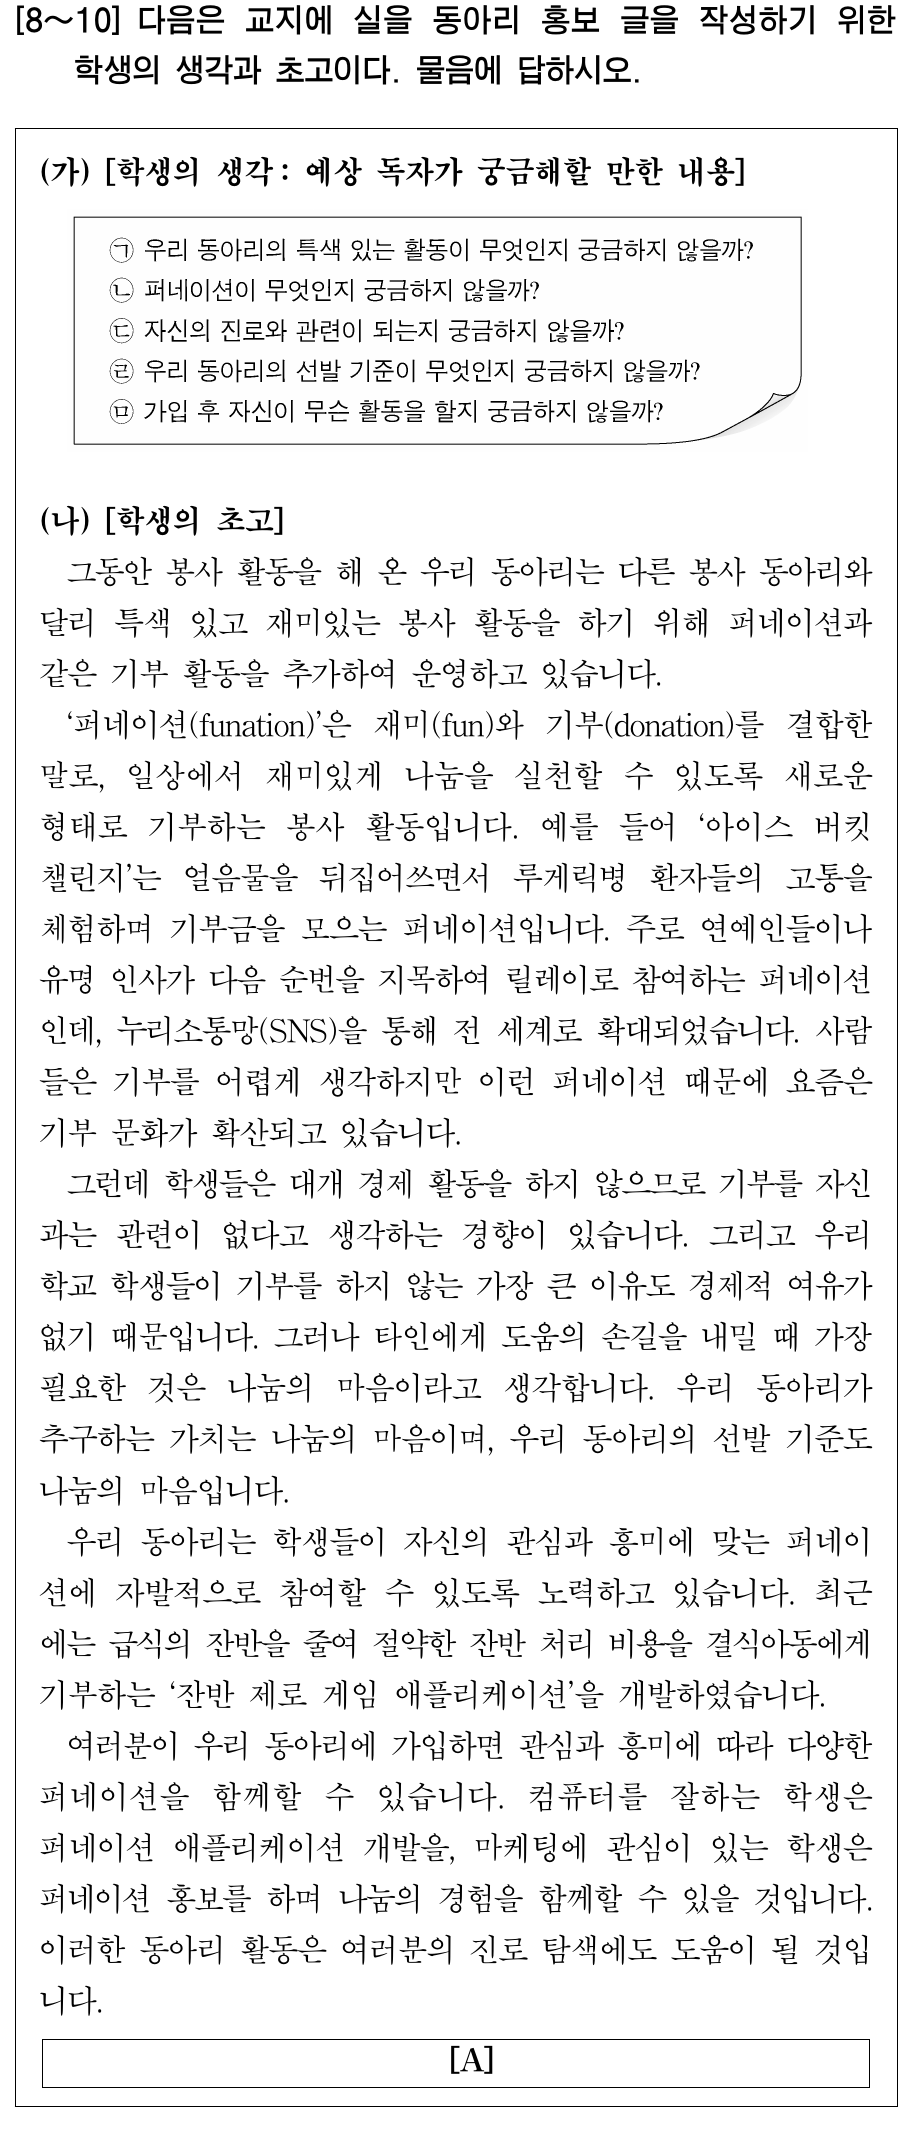 [8~10] 다음은 교지에 실을 동아리 홍보 글을 작성하기 위한
학생의 생각과 초고이다. 물음에 답하시오.
(가) [학생의 생각: 예상 독자가 궁금해할 만한 내용]
㉠ 우리 동아리의 특색 있는 활동이 무엇인지 궁금하지 않을까?
㉡ 퍼네이션이 무엇인지 궁금하지 않을까?
㉢ 자신의 진로와 관련이 되는지 궁금하지 않을까?
㉣ 우리 동아리의 선발 기준이 무엇인지 궁금하지 않을까?
㉤ 가입 후 자신이 무슨 활동을 할지 궁금하지 않을까?
(나) [학생의 초고]
그동안 봉사 활동을 해 온 우리 동아리는 다른 봉사 동아리와
달리 특색 있고 재미있는 봉사 활동을 하기 위해 퍼네이션과
같은 기부 활동을 추가하여 운영하고 있습니다.
‘퍼네이션(funation)’은 재미(fun)와 기부(donation)를 결합한
말로, 일상에서 재미있게 나눔을 실천할 수 있도록 새로운
형태로 기부하는 봉사 활동입니다. 예를 들어 ‘아이스 버킷
챌린지’는 얼음물을 뒤집어쓰면서 루게릭병 환자들의 고통을
체험하며 기부금을 모으는 퍼네이션입니다. 주로 연예인들이나
유명 인사가 다음 순번을 지목하여 릴레이로 참여하는 퍼네이션
인데, 누리소통망(SNS)을 통해 전 세계로 확대되었습니다. 사람
들은 기부를 어렵게 생각하지만 이런 퍼네이션 때문에 요즘은
기부 문화가 확산되고 있습니다.
그런데 학생들은 대개 경제 활동을 하지 않으므로 기부를 자신
과는 관련이 없다고 생각하는 경향이 있습니다. 그리고 우리
학교 학생들이 기부를 하지 않는 가장 큰 이유도 경제적 여유가
없기 때문입니다. 그러나 타인에게 도움의 손길을 내밀 때 가장
필요한 것은 나눔의 마음이라고 생각합니다. 우리 동아리가
추구하는 가치는 나눔의 마음이며, 우리 동아리의 선발 기준도
나눔의 마음입니다.
우리 동아리는 학생들이 자신의 관심과 흥미에 맞는 퍼네이
션에 자발적으로 참여할 수 있도록 노력하고 있습니다. 최근
에는 급식의 잔반을 줄여 절약한 잔반 처리 비용을 결식아동에게
기부하는 ‘잔반 제로 게임 애플리케이션’을 개발하였습니다.
여러분이 우리 동아리에 가입하면 관심과 흥미에 따라 다양한
퍼네이션을 함께할 수 있습니다. 컴퓨터를 잘하는 학생은
퍼네이션 애플리케이션 개발을, 마케팅에 관심이 있는 학생은
퍼네이션 홍보를 하며 나눔의 경험을 함께할 수 있을 것입니다.
이러한 동아리 활동은 여러분의 진로 탐색에도 도움이 될 것입
니다.
[A]